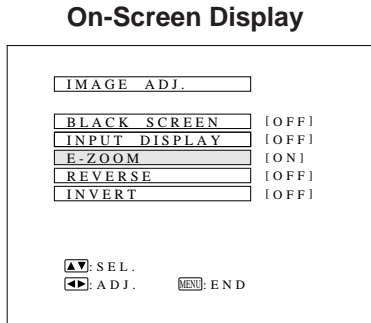 On-Screen Display
IMAGE ADJ.
BLACK SCREEN [OFF]
INPUT DISPLAY [OFF]
E-ZOOM [ON]
REVERSE [OFF]
INVERT [OFF]
▲▼:SEL.
◀▶:ADJ. MENU:END